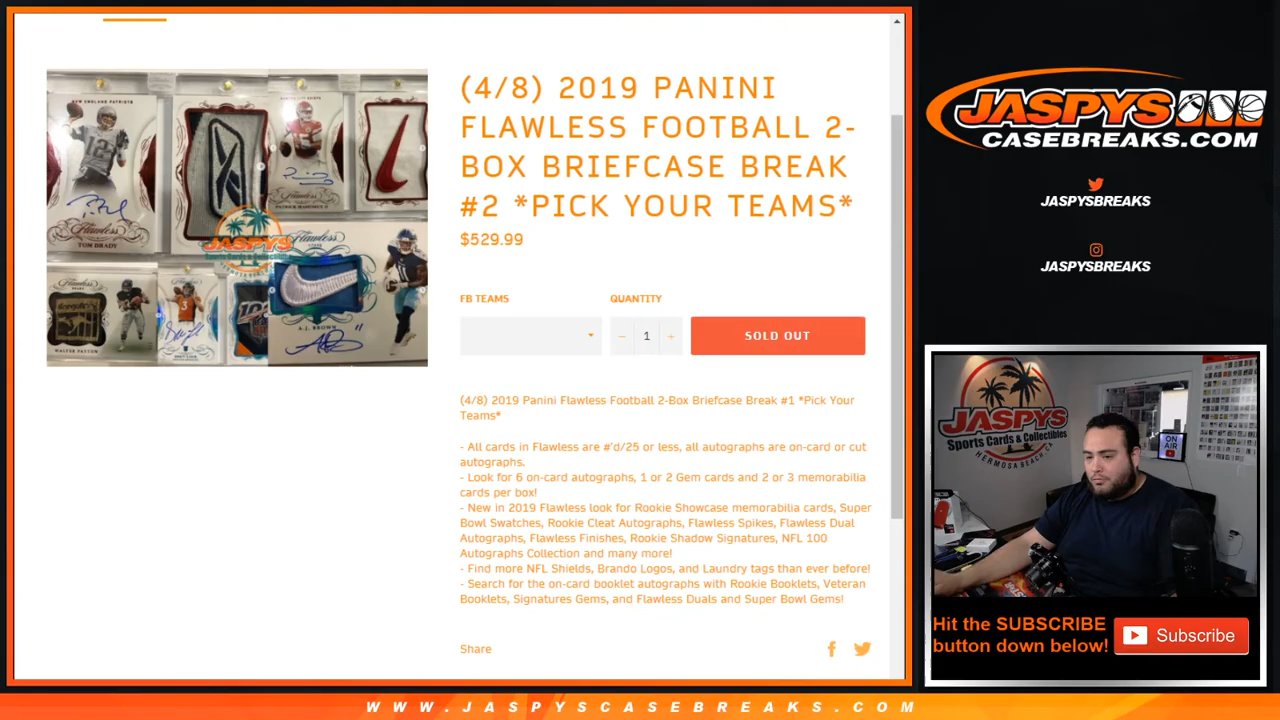 (4/8) 2019 PANINI
FLAWLESS FOOTBALL 2-
BOX BRIEFCASE BREAK
#2 *PICK YOUR TEAMS*
$529.99
FB TEAMS
QUANTITY
− 1 +
SOLD OUT
(4/8) 2019 Panini Flawless Football 2-Box Briefcase Break #1 *Pick Your
Teams*
- All cards in Flawless are #'d/25 or less, all autographs are on-card or cut
autographs.
- Look for 6 on-card autographs, 1 or 2 Gem cards and 2 or 3 memorabilia
cards per box!
- New in 2019 Flawless look for Rookie Showcase memorabilia cards, Super
Bowl Swatches, Rookie Cleat Autographs, Flawless Spikes, Flawless Dual
Autographs, Flawless Finishes, Rookie Shadow Signatures, NFL 100
Autographs Collection and many more!
- Find more NFL Shields, Brando Logos, and Laundry tags than ever before!
- Search for the on-card booklet autographs with Rookie Booklets, Veteran
Booklets, Signatures Gems, and Flawless Duals and Super Bowl Gems!
Share
NEW ENGLAND PATRIOTS
12
Flawless
TOM BRADY
PATRICK MAHOMES II
JASPYS
Sports Cards & Collectibles
Flawless
A.J. BROWN
WALTER PAYTON
JASPYS
CASEBREAKS.COM
JASPYSBREAKS
JASPYSBREAKS
JASPYS
Sports Cards & Collectibles
HERMOSA BEACH, CA
ON
AIR
Hit the SUBSCRIBE
button down below!
Subscribe
WWW.JASPYSCASEBREAKS.COM